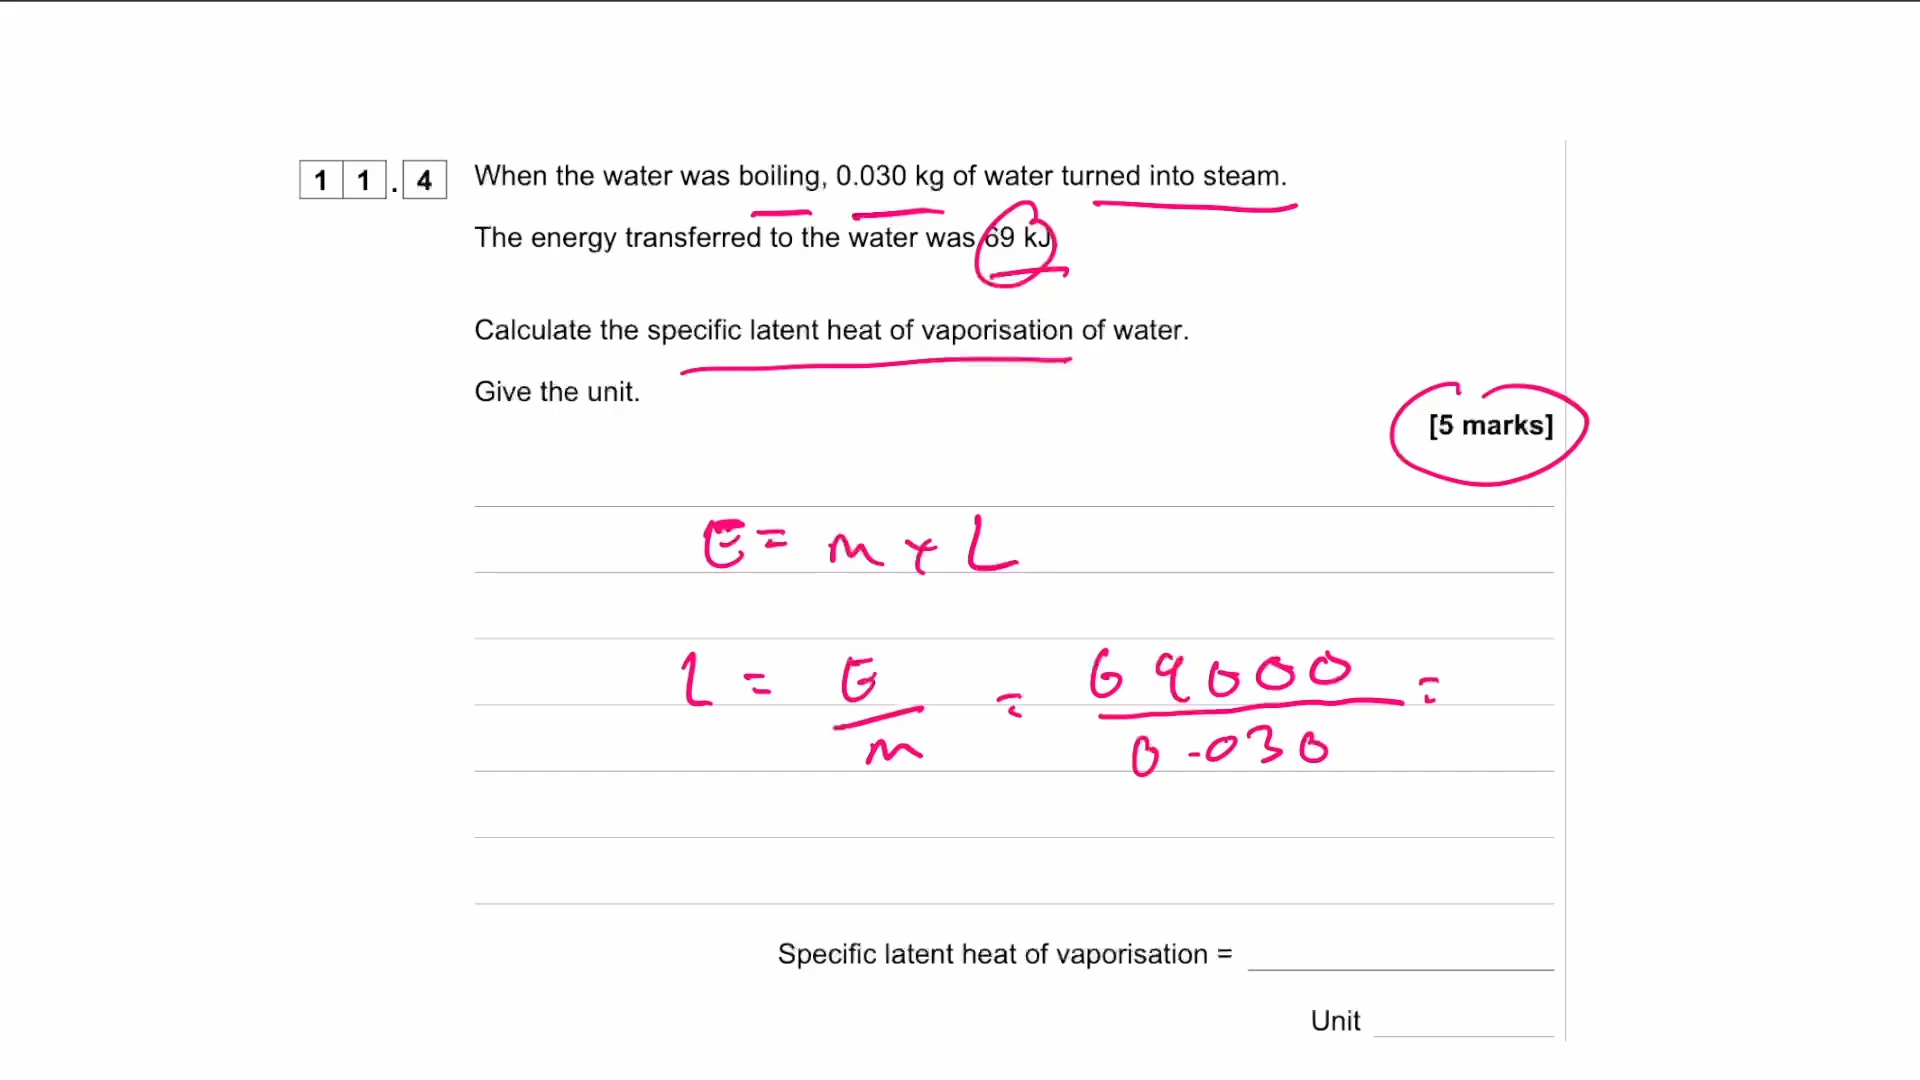 11.4 When the water was boiling, 0.030 kg of water turned into steam.
The energy transferred to the water was 69 kJ
Calculate the specific latent heat of vaporisation of water.
Give the unit.
[5 marks]
E = m × L
L = E/m = 69000/0.030 =
Specific latent heat of vaporisation =
Unit